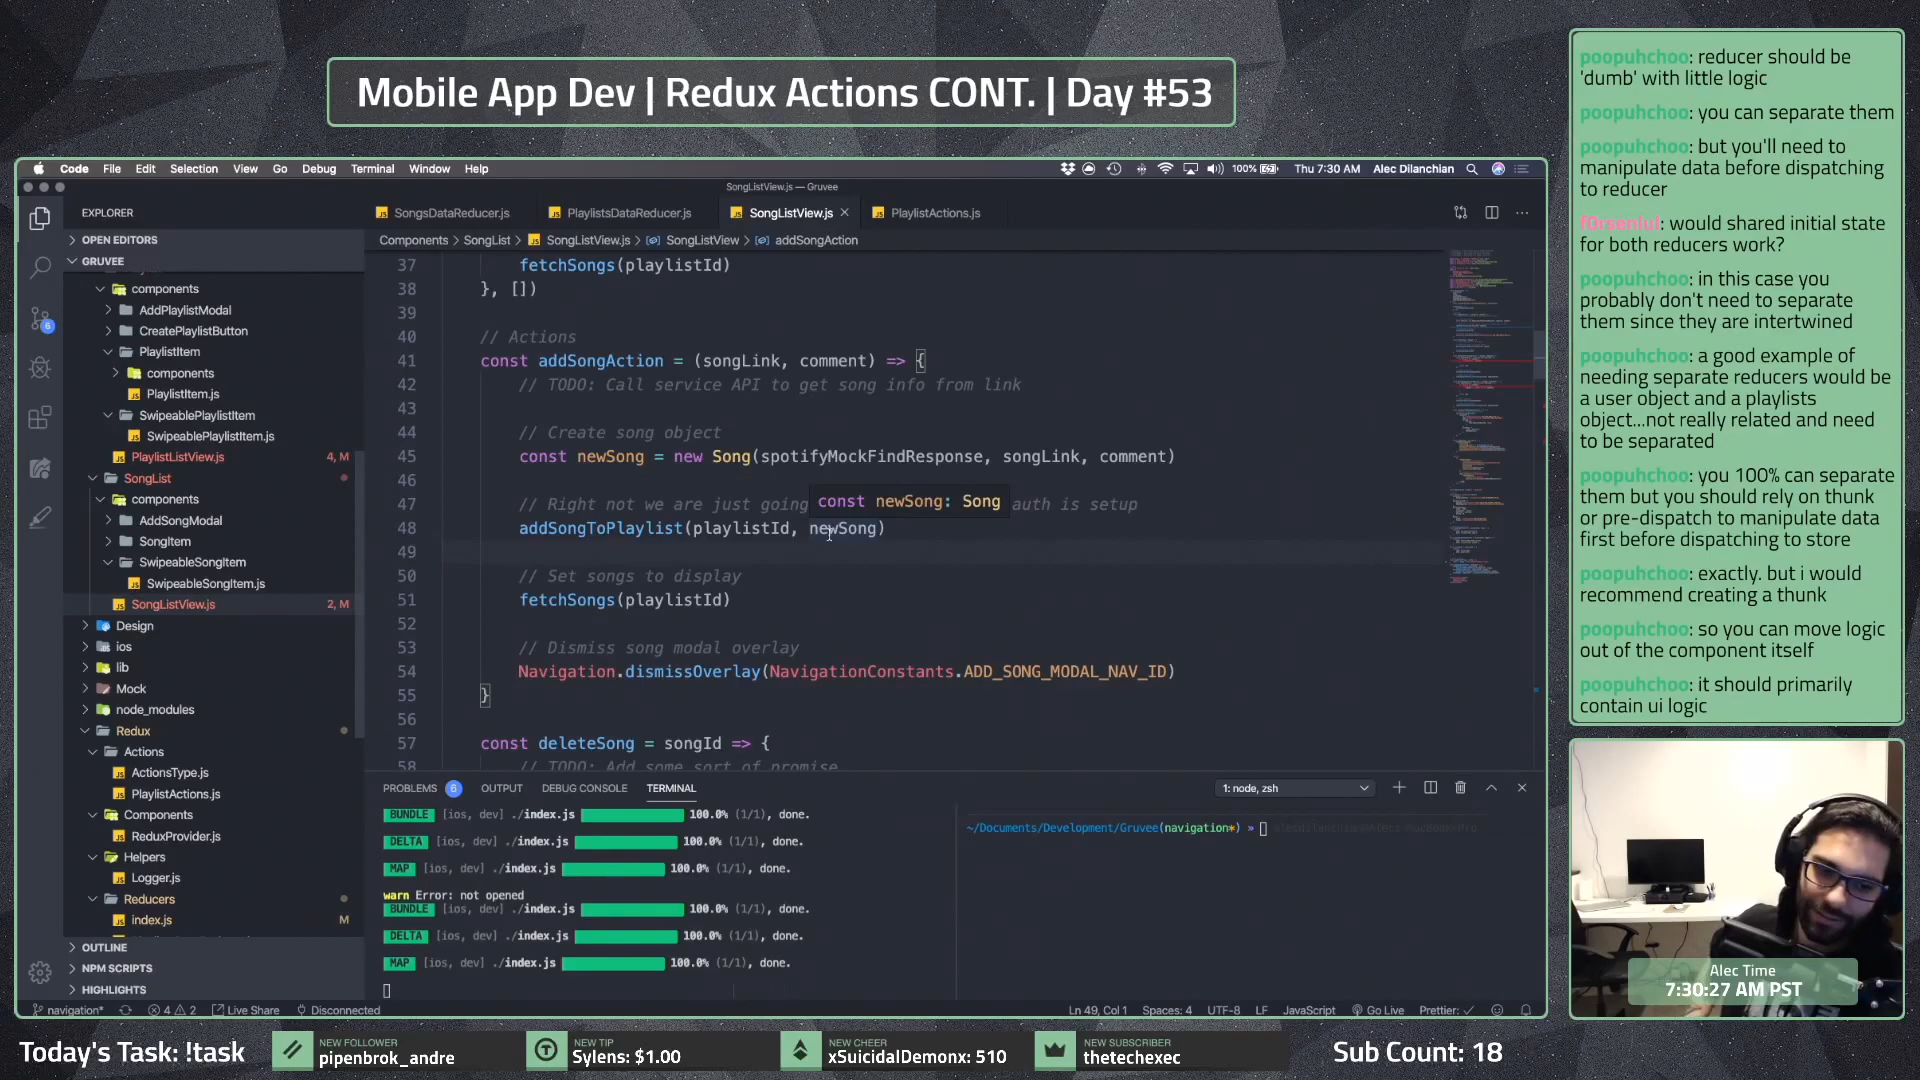 Mobile App Dev | Redux Actions CONT. | Day #53
Code File Edit Selection View Go Debug Terminal Window Help
100% Thu 7:30 AM Alec Dilanchian
SongListView.js — Gruvee
EXPLORER
OPEN EDITORS
GRUVEE
components
AddPlaylistModal
CreatePlaylistButton
PlaylistItem
components
PlaylistItem.js
SwipeablePlaylistItem
SwipeablePlaylistItem.js
PlaylistListView.js 4, M
SongList
components
AddSongModal
SongItem
SwipeableSongItem
SwipeableSongItem.js
SongListView.js 2, M
Design
ios
lib
Mock
node_modules
Redux
Actions
ActionsType.js
PlaylistActions.js
Components
ReduxProvider.js
Helpers
Logger.js
Reducers
index.js M
OUTLINE
NPM SCRIPTS
HIGHLIGHTS
SongsDataReducer.js PlaylistsDataReducer.js SongListView.js PlaylistActions.js
Components > SongList > SongListView.js > SongListView > addSongAction
37 fetchSongs(playlistId)
38 }, [])
39
40 // Actions
41 const addSongAction = (songLink, comment) => {
42 // TODO: Call service API to get song info from link
43
44 // Create song object
45 const newSong = new Song(spotifyMockFindResponse, songLink, comment)
46
47 // Right not we are just going auth is setup
const newSong: Song
48 addSongToPlaylist(playlistId, newSong)
49
50 // Set songs to display
51 fetchSongs(playlistId)
52
53 // Dismiss song modal overlay
54 Navigation.dismissOverlay(NavigationConstants.ADD_SONG_MODAL_NAV_ID)
55 }
56
57 const deleteSong = songId => {
58 // TODO: Add some sort of promise
PROBLEMS 6 OUTPUT DEBUG CONSOLE TERMINAL 1: node, zsh
BUNDLE [ios, dev] ./index.js 100.0% (1/1), done.
DELTA [ios, dev] ./index.js 100.0% (1/1), done.
MAP [ios, dev] ./index.js 100.0% (1/1), done.
warn Error: not opened
BUNDLE [ios, dev] ./index.js 100.0% (1/1), done.
DELTA [ios, dev] ./index.js 100.0% (1/1), done.
MAP [ios, dev] ./index.js 100.0% (1/1), done.
~/Documents/Development/Gruvee(navigation*) »
navigation* 4 2 Live Share Disconnected
Ln 49, Col 1 Spaces: 4 UTF-8 LF JavaScript Go Live Prettier: ✓
poopuhchoo: reducer should be
'dumb' with little logic
poopuhchoo: you can separate them
poopuhchoo: but you'll need to
manipulate data before dispatching
to reducer
f0rsenlul: would shared initial state
for both reducers work?
poopuhchoo: in this case you
probably don't need to separate
them since they are intertwined
poopuhchoo: a good example of
needing separate reducers would be
a user object and a playlists
object...not really related and need
to be separated
poopuhchoo: you 100% can separate
them but you should rely on thunk
or pre-dispatch to manipulate data
first before dispatching to store
poopuhchoo: exactly. but i would
recommend creating a thunk
poopuhchoo: so you can move logic
out of the component itself
poopuhchoo: it should primarily
contain ui logic
Alec Time
7:30:27 AM PST
Today's Task: !task
NEW FOLLOWER
pipenbrok_andre
NEW TIP
Sylens: $1.00
NEW CHEER
xSuicidalDemonx: 510
NEW SUBSCRIBER
thetechexec
Sub Count: 18